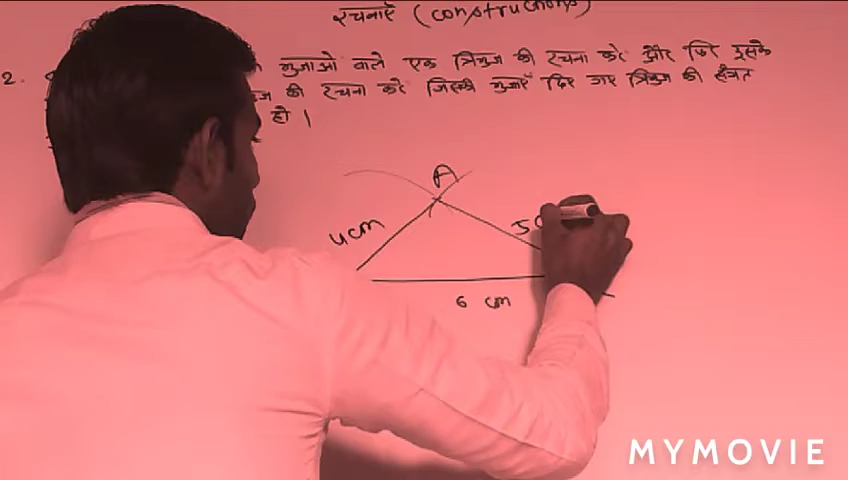 रचनाएँ (constructions)
2. भुजाओ वाले एक त्रिभुज की रचना करें और फिर इसके
की रचना करें जिसकी भुजाएँ दिए गए त्रिभुज की संगत
हो ।
A
4cm
5c
6 cm
MYMOVIE